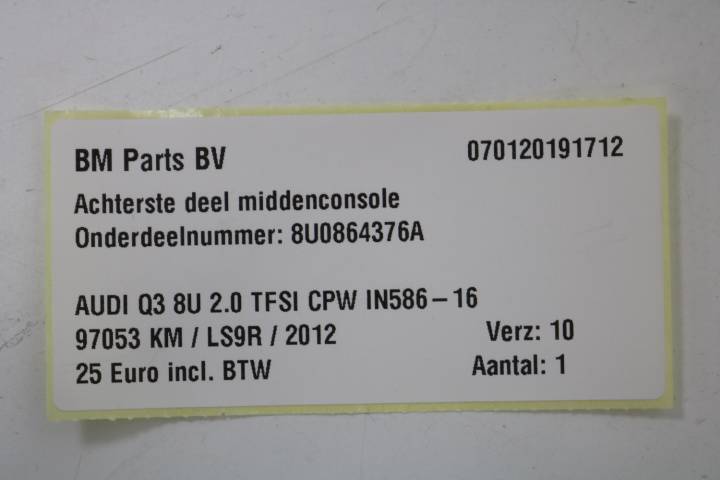 BM Parts BV 070120191712
Achterste deel middenconsole
Onderdeelnummer: 8U0864376A
AUDI Q3 8U 2.0 TFSI CPW IN586-16
97053 KM / LS9R / 2012 Verz: 10
25 Euro incl. BTW Aantal: 1